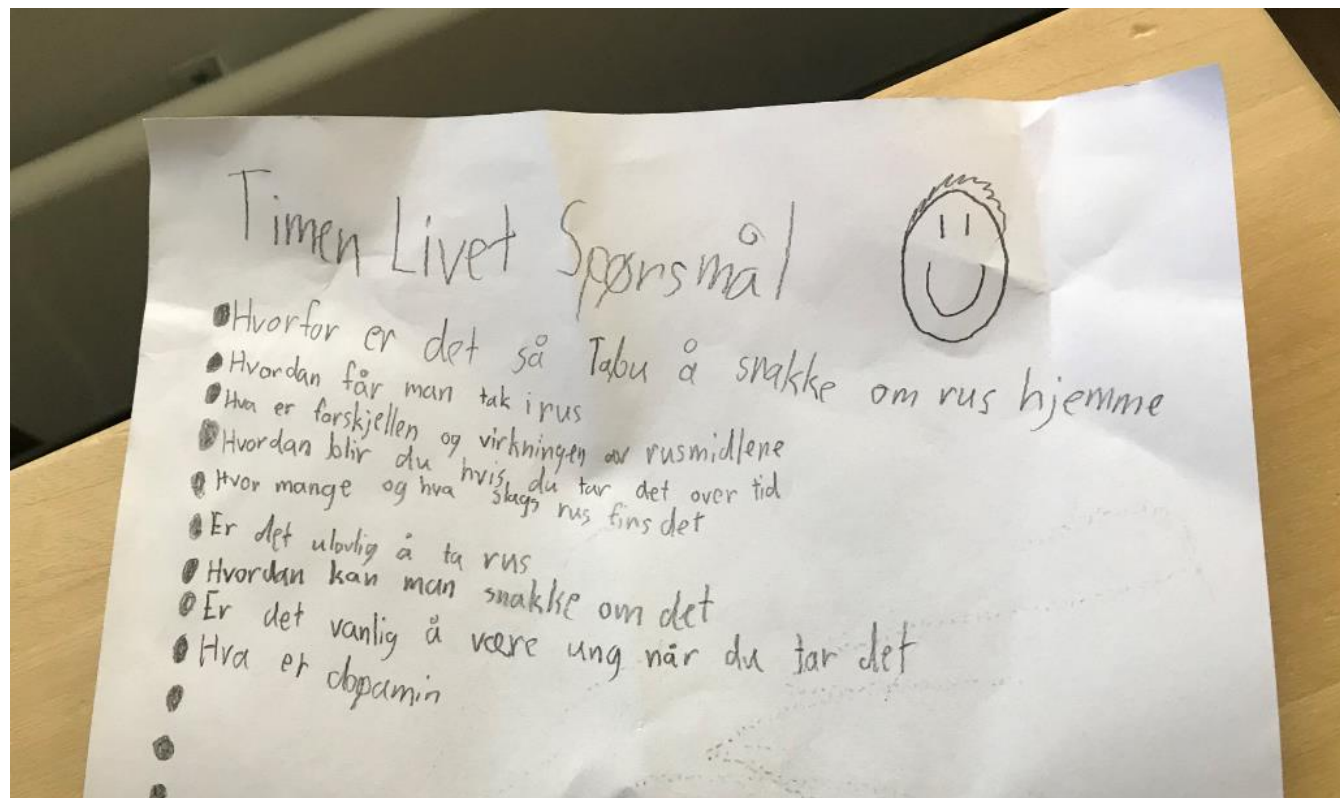 Timen Livet Spørsmål
• Hvorfor er det så Tabu å snakke om rus hjemme
• Hvordan får man tak i rus
• Hva er forskjellen og virkningen av rusmidlene
• Hvordan blir du hvis du tar det over tid
• Hvor mange og hva slags rus fins det
• Er det ulovlig å ta rus
• Hvordan kan man snakke om det
• Er det vanlig å være ung når du tar det
• Hva er dopamin